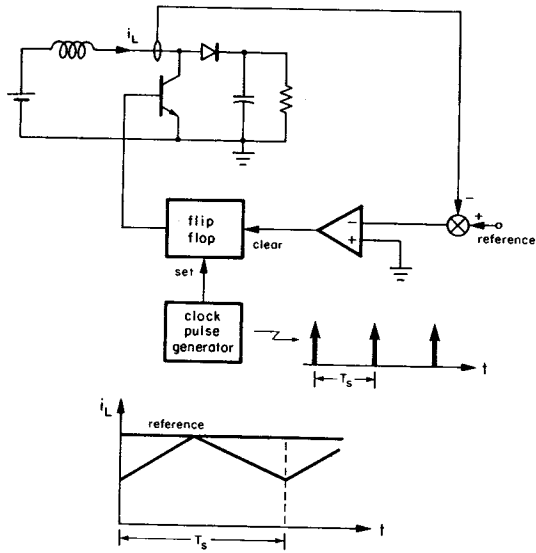 i_L
−
+
reference
flip
flop
−
+
clear
set
clock
pulse
generator
T_s
t
i_L
reference
T_s
t